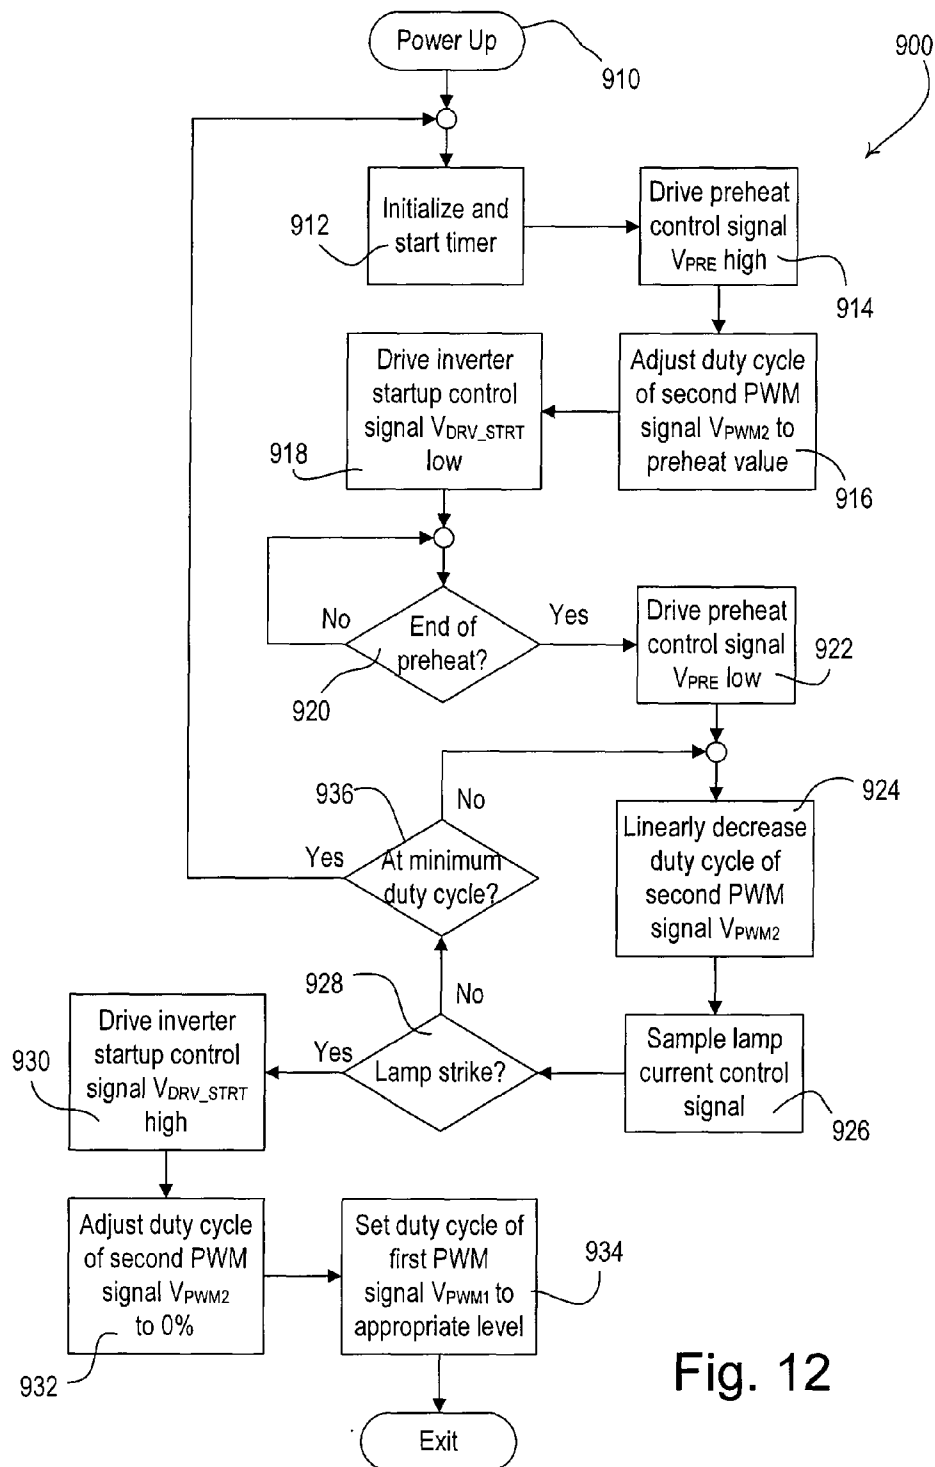 Power Up
910
900
Initialize and
start timer
912
Drive preheat
control signal
VPRE high
914
Drive inverter
startup control
signal VDRV_STRT
low
918
Adjust duty cycle
of second PWM
signal VPWM2 to
preheat value
916
No
End of
preheat?
920
Yes
Drive preheat
control signal
VPRE low
922
936
No
Yes
At minimum
duty cycle?
924
Linearly decrease
duty cycle of
second PWM
signal VPWM2
928
No
Yes
Lamp strike?
Sample lamp
current control
signal
926
Drive inverter
startup control
signal VDRV_STRT
high
930
Adjust duty cycle
of second PWM
signal VPWM2
to 0%
932
Set duty cycle of
first PWM
signal VPWM1 to
appropriate level
934
Exit
Fig. 12